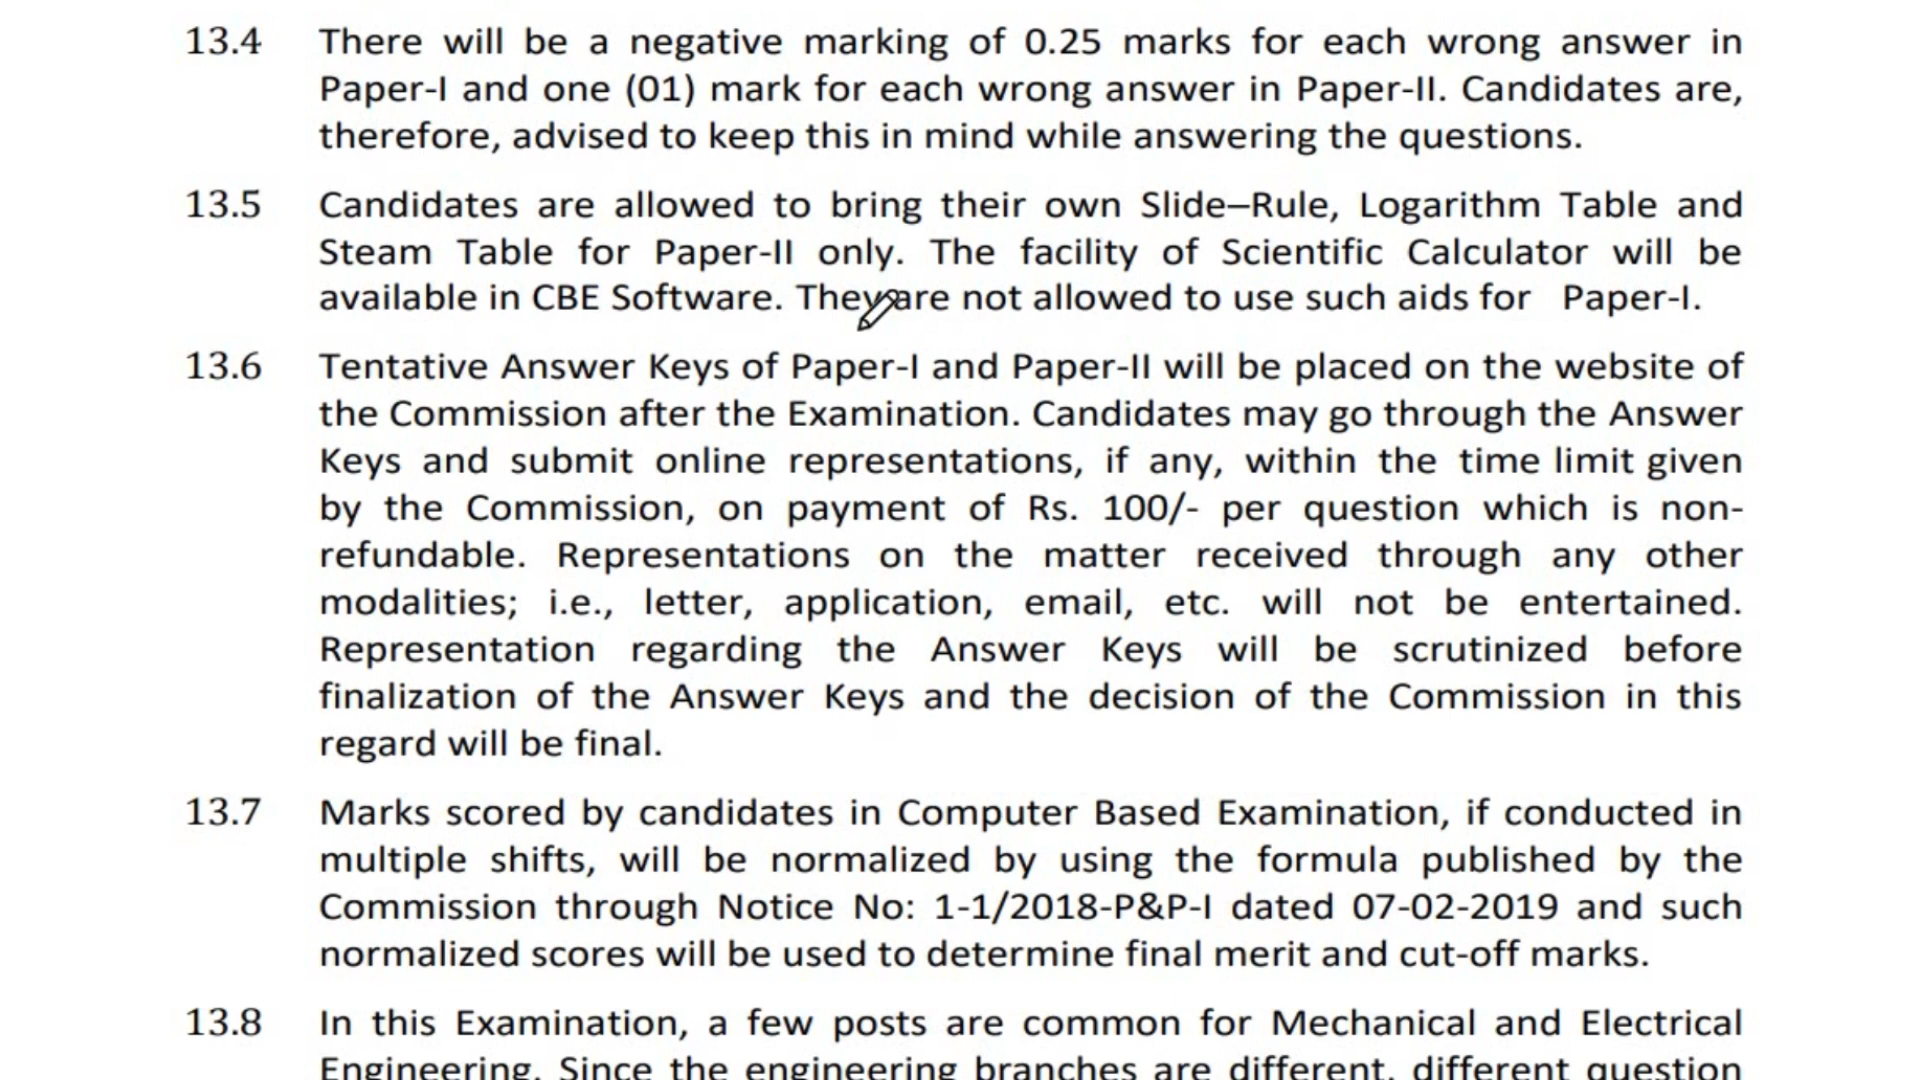 13.4 There will be a negative marking of 0.25 marks for each wrong answer in
Paper-I and one (01) mark for each wrong answer in Paper-II. Candidates are,
therefore, advised to keep this in mind while answering the questions.
13.5 Candidates are allowed to bring their own Slide–Rule, Logarithm Table and
Steam Table for Paper-II only. The facility of Scientific Calculator will be
available in CBE Software. They are not allowed to use such aids for Paper-I.
13.6 Tentative Answer Keys of Paper-I and Paper-II will be placed on the website of
the Commission after the Examination. Candidates may go through the Answer
Keys and submit online representations, if any, within the time limit given
by the Commission, on payment of Rs. 100/- per question which is non-
refundable. Representations on the matter received through any other
modalities; i.e., letter, application, email, etc. will not be entertained.
Representation regarding the Answer Keys will be scrutinized before
finalization of the Answer Keys and the decision of the Commission in this
regard will be final.
13.7 Marks scored by candidates in Computer Based Examination, if conducted in
multiple shifts, will be normalized by using the formula published by the
Commission through Notice No: 1-1/2018-P&P-I dated 07-02-2019 and such
normalized scores will be used to determine final merit and cut-off marks.
13.8 In this Examination, a few posts are common for Mechanical and Electrical
Engineering. Since the engineering branches are different, different question